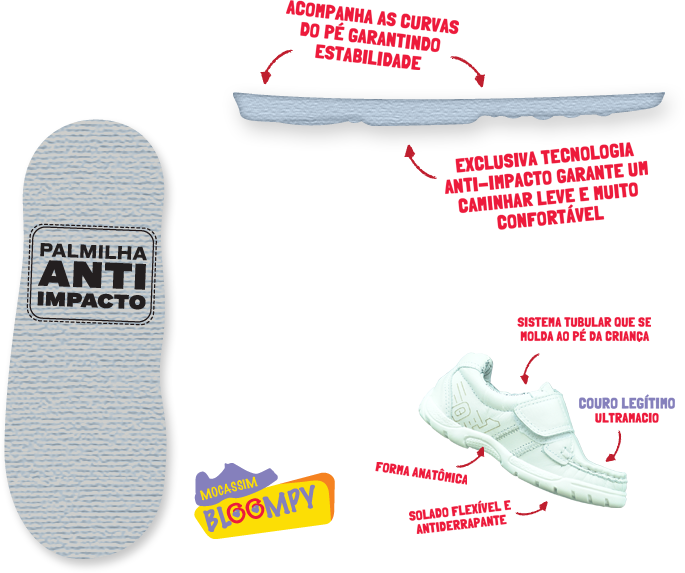 ACOMPANHA AS CURVAS
DO PÉ GARANTINDO
ESTABILIDADE
EXCLUSIVA TECNOLOGIA
ANTI-IMPACTO GARANTE UM
CAMINHAR LEVE E MUITO
CONFORTÁVEL
PALMILHA
ANTI
IMPACTO
SISTEMA TUBULAR QUE SE
MOLDA AO PÉ DA CRIANÇA
COURO LEGÍTIMO
ULTRAMACIO
FORMA ANATÔMICA
SOLADO FLEXÍVEL E
ANTIDERRAPANTE
MOCASSIM
BLOOMPY